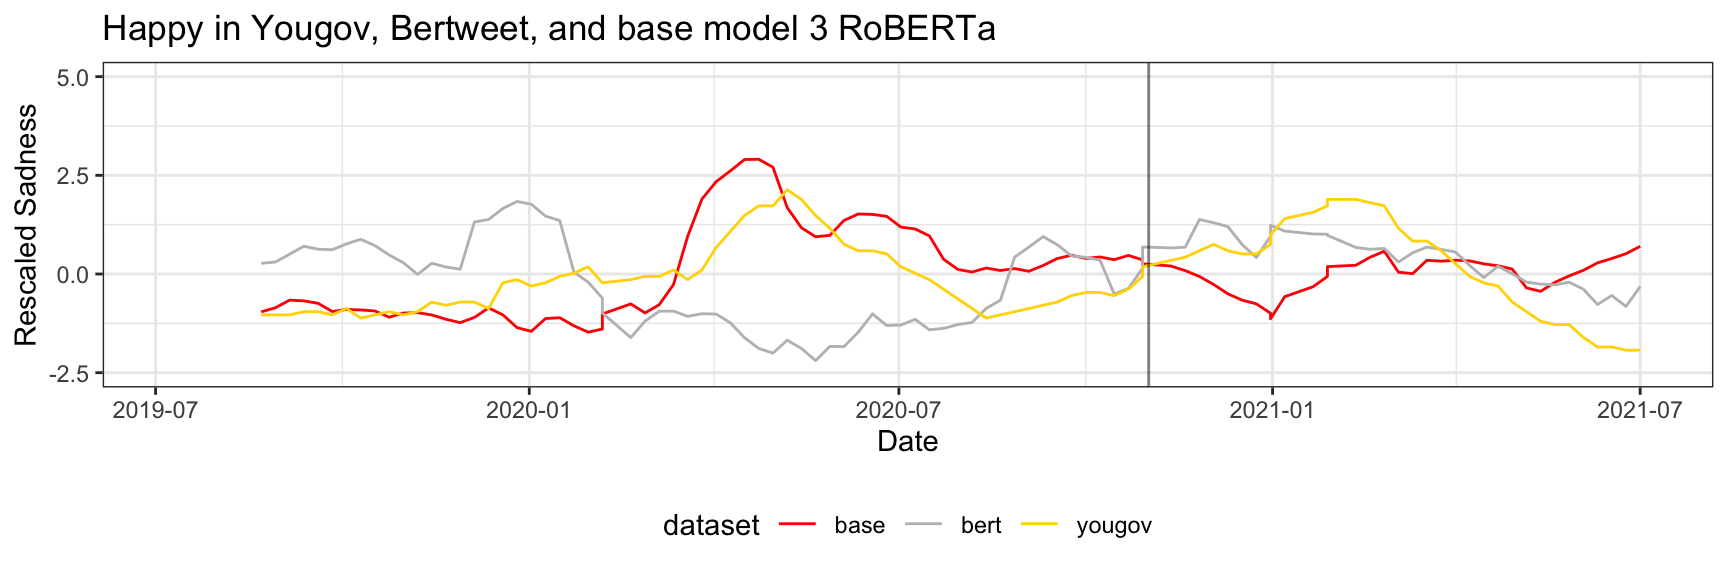 Happy in Yougov, Bertweet, and base model 3 RoBERTa
5.0
2.5
0.0
-2.5
Rescaled Sadness
2019-07 2020-01 2020-07 2021-01 2021-07
Date
dataset base bert yougov